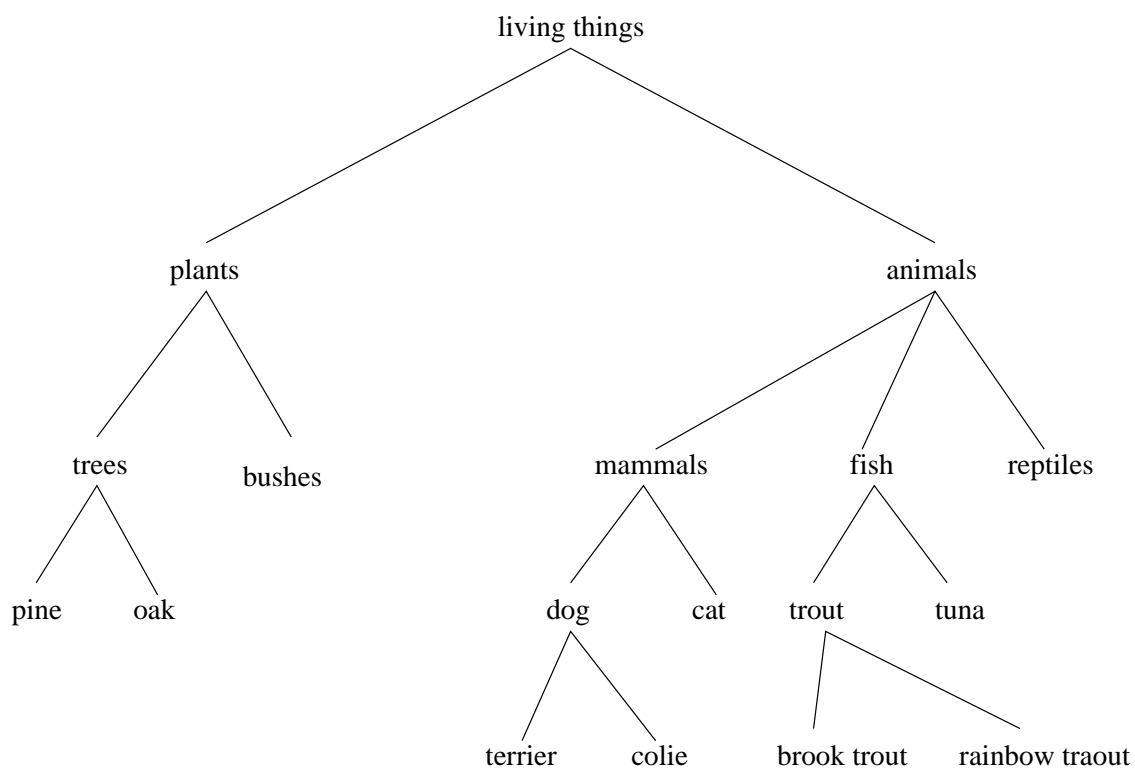 living things
plants animals
trees bushes mammals fish reptiles
pine oak dog cat trout tuna
terrier colie brook trout rainbow traout